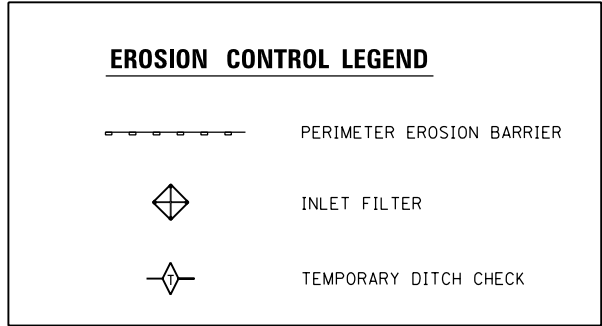 EROSION CONTROL LEGEND
PERIMETER EROSION BARRIER
INLET FILTER
T
TEMPORARY DITCH CHECK